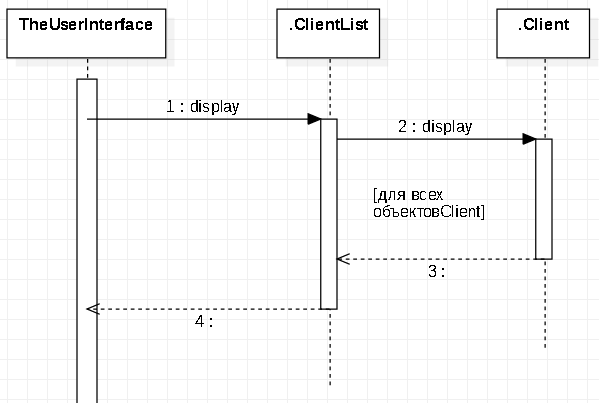 TheUserInterface
.ClientList
.Client
1 : display
2 : display
[для всех
объектовClient]
3 :
4 :